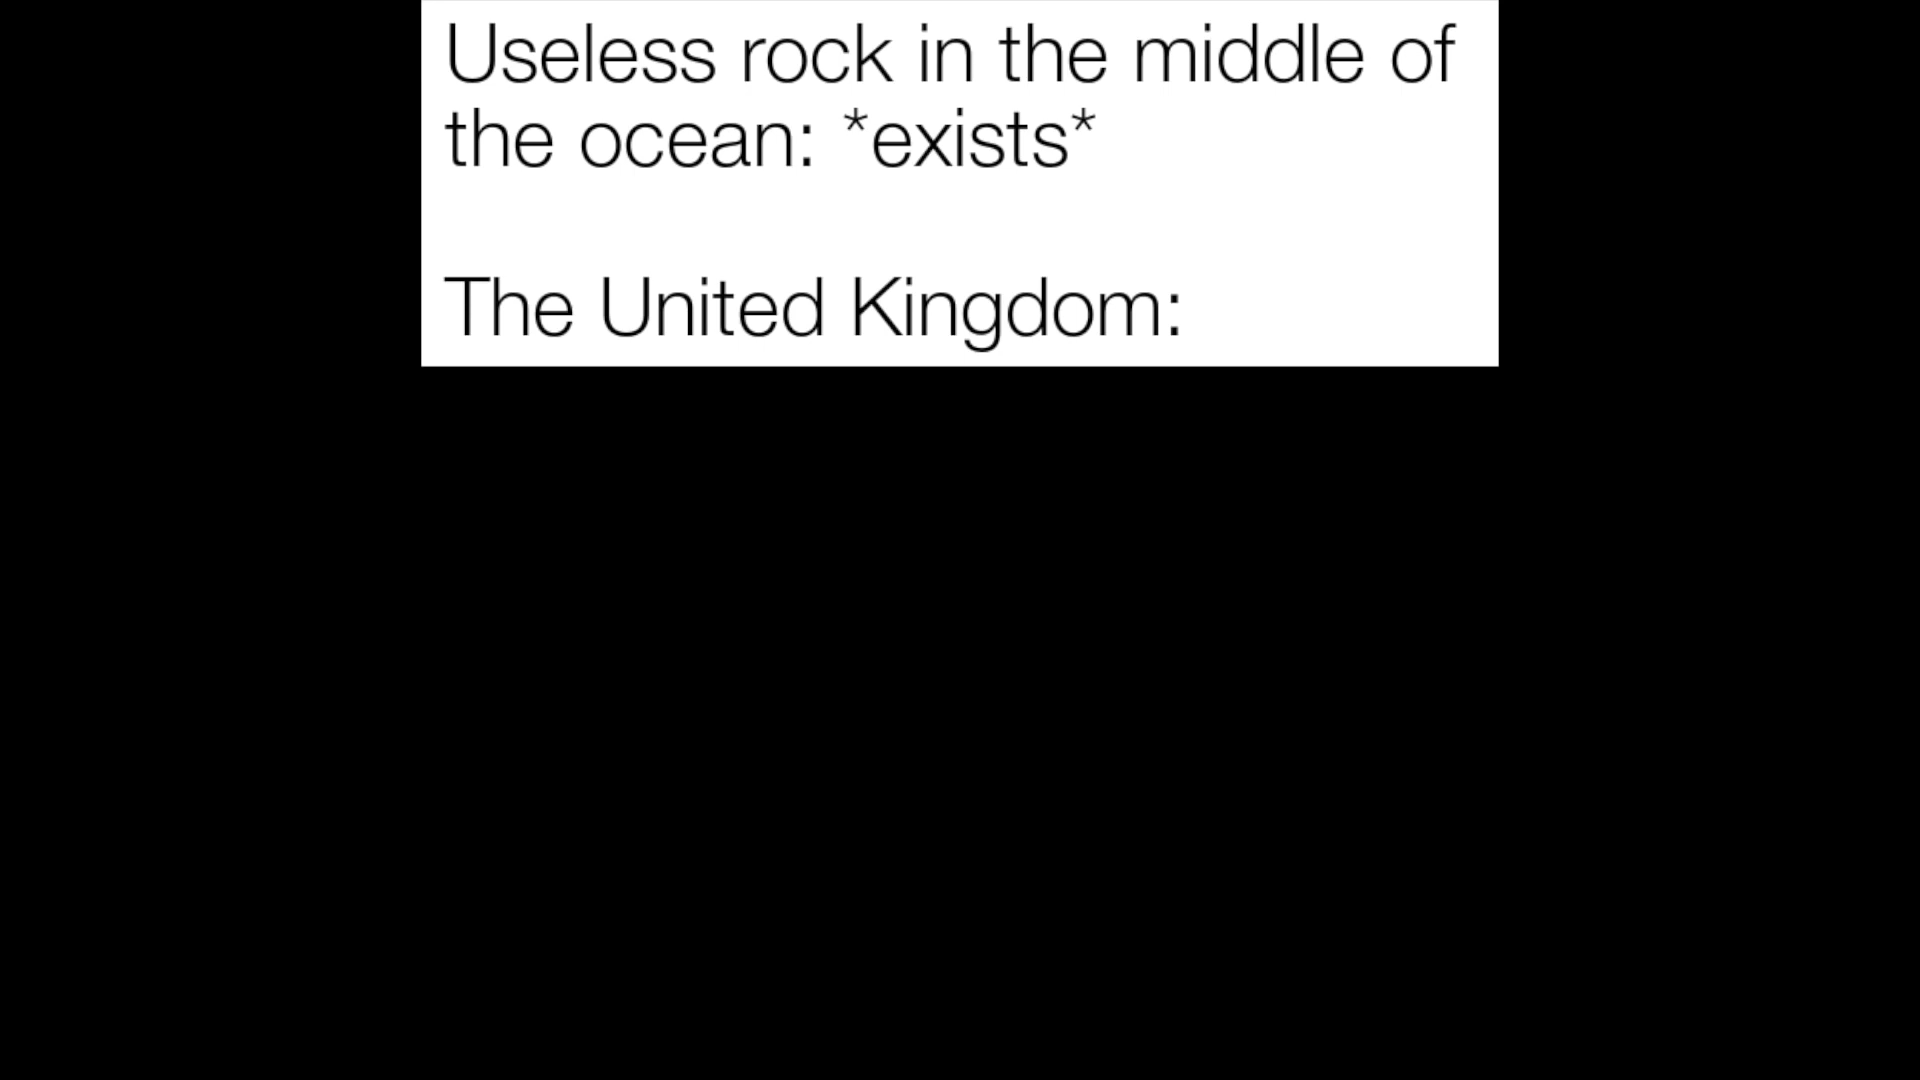 Useless rock in the middle of
the ocean: *exists*
The United Kingdom: